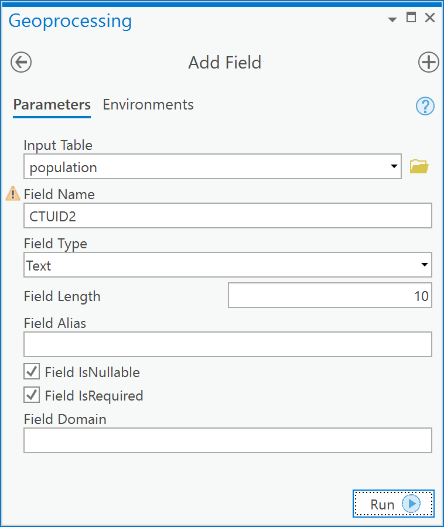 Geoprocessing
Add Field
Parameters Environments
Input Table
population
Field Name
CTUID2
Field Type
Text
Field Length 10
Field Alias
Field IsNullable
Field IsRequired
Field Domain
Run